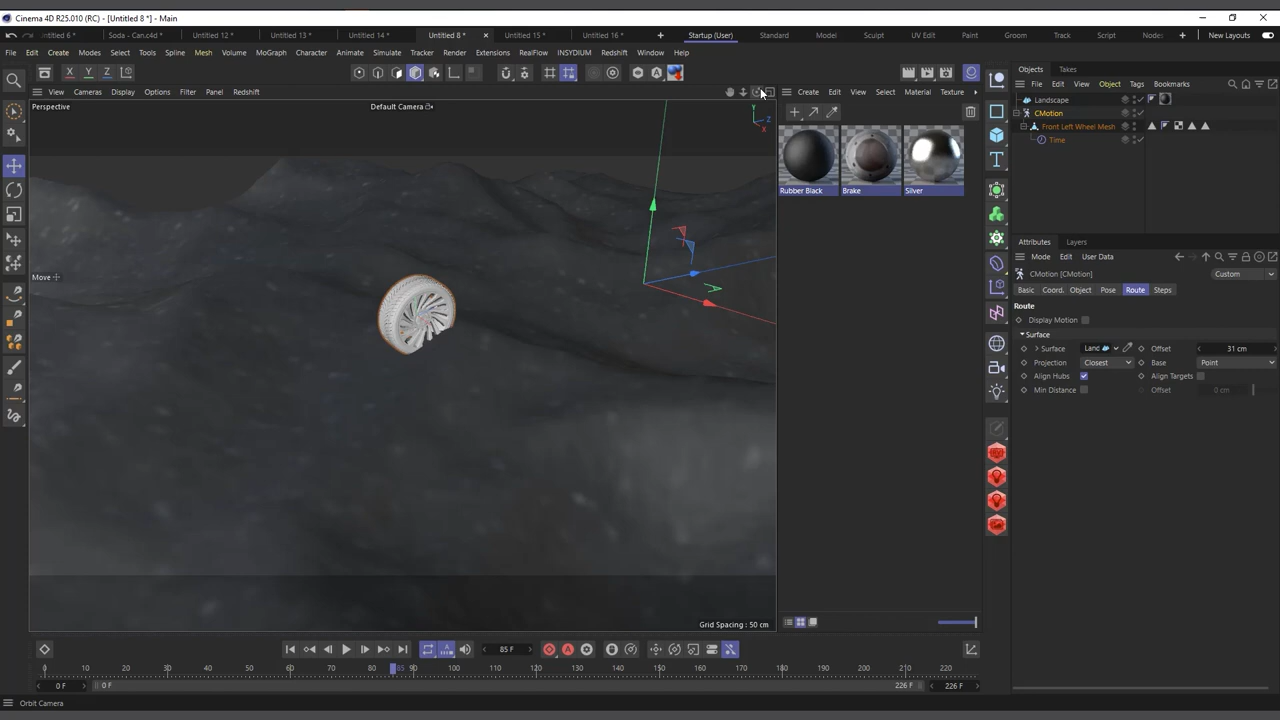 Cinema 4D R25.010 (RC) - [Untitled 8 *] - Main
Untitled 6 *
Soda - Can.c4d *
Untitled 12 *
Untitled 13 *
Untitled 14 *
Untitled 8 *
Untitled 15 *
Untitled 16 *
Startup (User)
Standard
Model
Sculpt
UV Edit
Paint
Groom
Track
Script
Nodes
New Layouts
File Edit Create Modes Select Tools Spline Mesh Volume MoGraph Character Animate Simulate Tracker Render Extensions RealFlow INSYDIUM Redshift Window Help
X Y Z
View Cameras Display Options Filter Panel Redshift
Perspective
Default Camera
Y
Z
X
Move
Grid Spacing : 50 cm
Create Edit View Select Material Texture
Rubber Black
Brake
Silver
Objects Takes
File Edit View Object Tags Bookmarks
Landscape
CMotion
Front Left Wheel Mesh
Time
Attributes Layers
Mode Edit User Data
CMotion [CMotion]
Custom
Basic Coord. Object Pose Route Steps
Route
Display Motion
Surface
Surface Land Offset 31 cm
Projection Closest Base Point
Align Hubs Align Targets
Min Distance Offset 0 cm
85 F
0 10 20 30 40 50 60 70 80 85 90 100 110 120 130 140 150 160 170 180 190 200 210 220
0 F 0 F 226 F 226 F
Orbit Camera